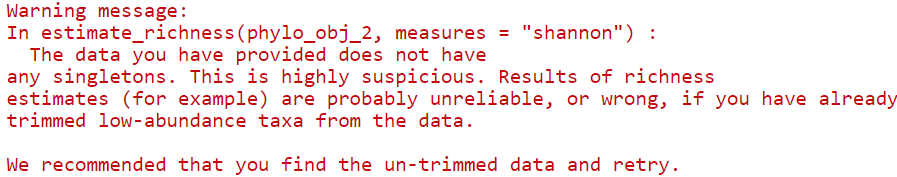 Warning message:
In estimate_richness(phylo_obj_2, measures = "shannon") :
  The data you have provided does not have
any singletons. This is highly suspicious. Results of richness
estimates (for example) are probably unreliable, or wrong, if you have already
trimmed low-abundance taxa from the data.

We recommended that you find the un-trimmed data and retry.